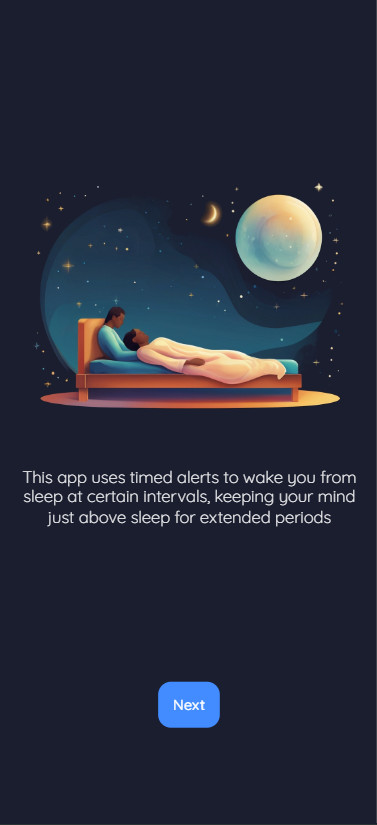 This app uses timed alerts to wake you from
sleep at certain intervals, keeping your mind
just above sleep for extended periods
Next